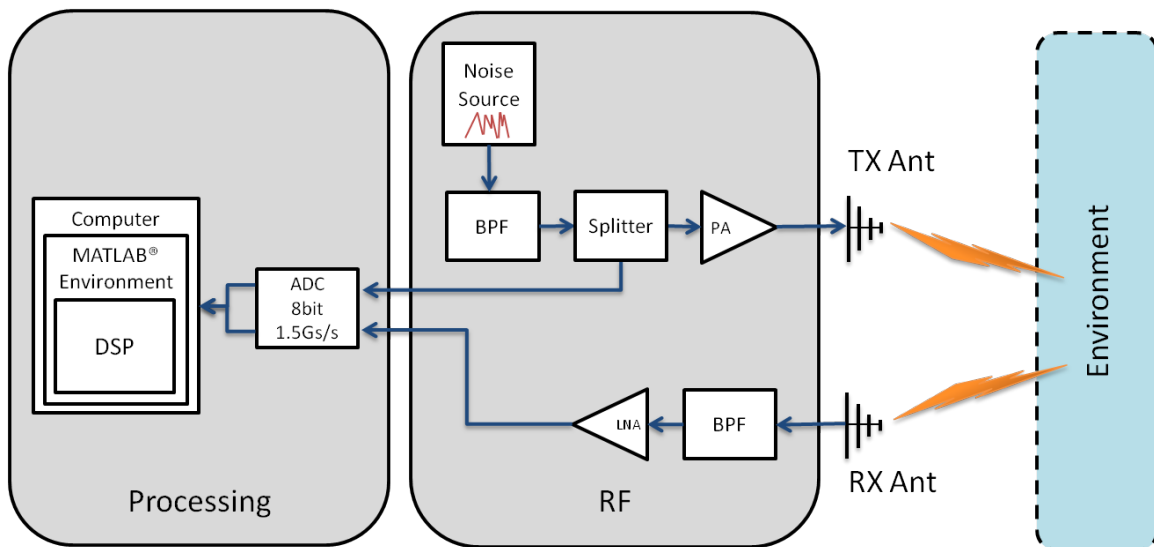 Noise
Source
TX Ant
BPF
Splitter
PA
Computer
MATLAB®
Environment
DSP
ADC
8bit
1.5Gs/s
Environment
LNA
BPF
RX Ant
Processing
RF